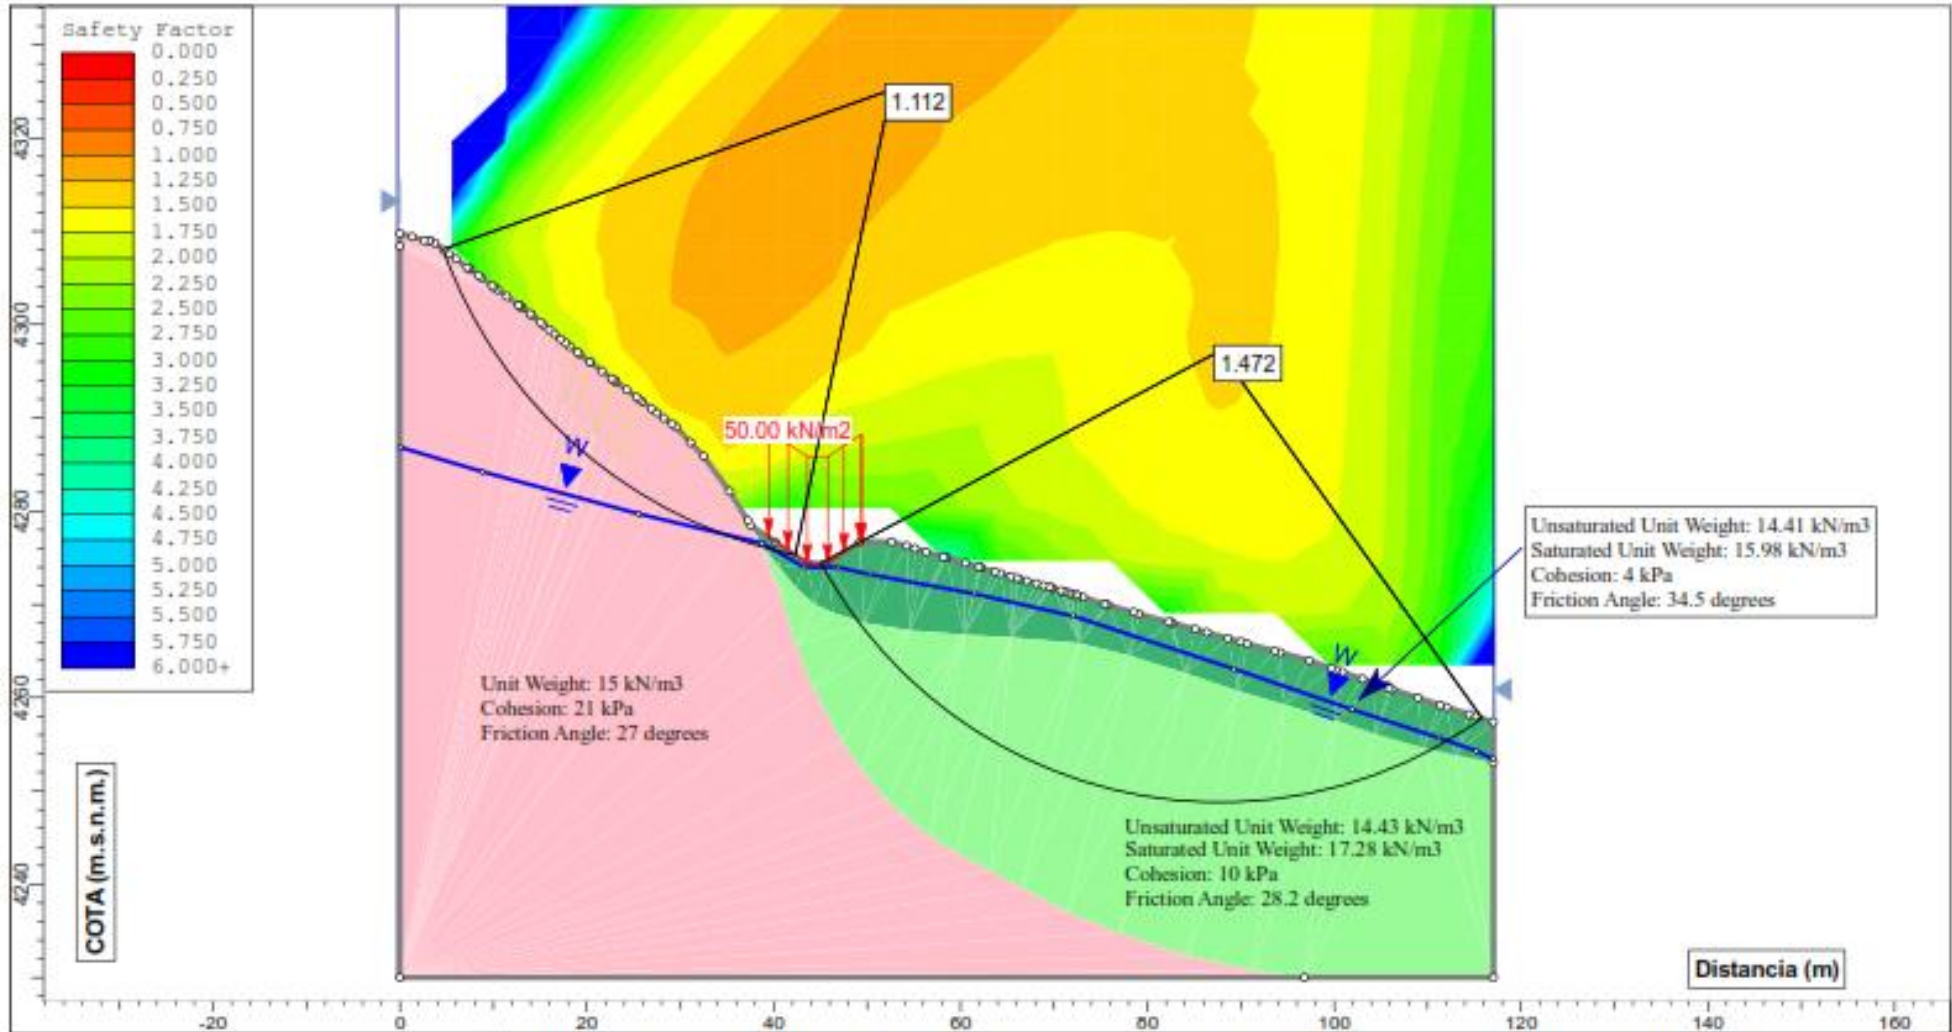 Safety Factor
0.000
0.250
0.500
0.750
1.000
1.250
1.500
1.750
2.000
2.250
2.500
2.750
3.000
3.250
3.500
3.750
4.000
4.250
4.500
4.750
5.000
5.250
5.500
5.750
6.000+
4320
4300
4280
4260
4240
COTA (m.s.n.m.)
1.112
1.472
50.00 kN/m2
W
W
Unsaturated Unit Weight: 14.41 kN/m3
Saturated Unit Weight: 15.98 kN/m3
Cohesion: 4 kPa
Friction Angle: 34.5 degrees
Unit Weight: 15 kN/m3
Cohesion: 21 kPa
Friction Angle: 27 degrees
Unsaturated Unit Weight: 14.43 kN/m3
Saturated Unit Weight: 17.28 kN/m3
Cohesion: 10 kPa
Friction Angle: 28.2 degrees
Distancia (m)
-20
0
20
40
60
80
100
120
140
160